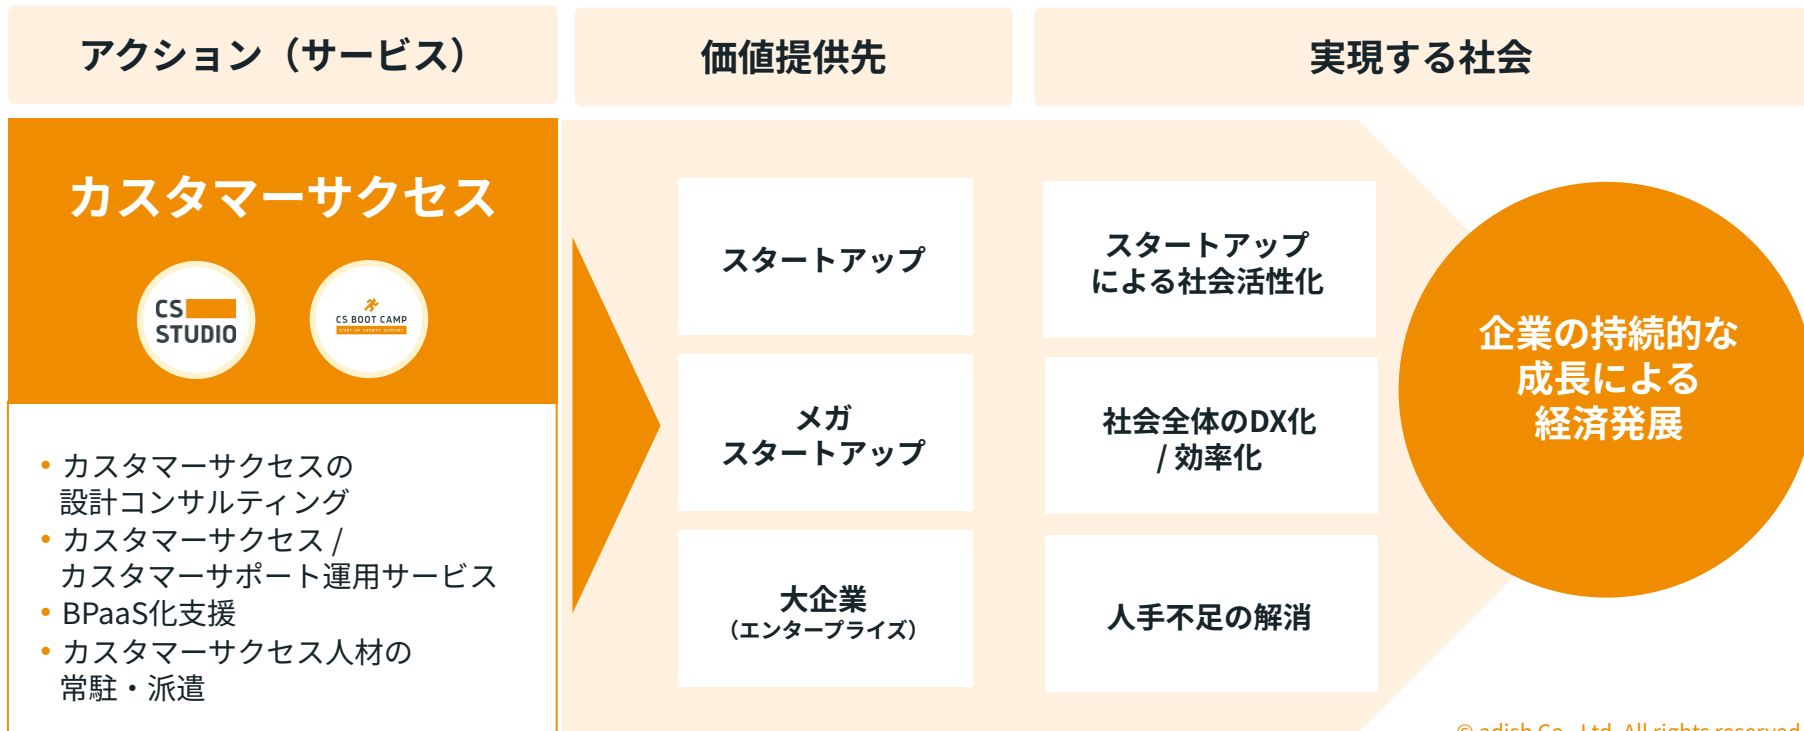 アクション（サービス）
価値提供先
実現する社会
カスタマーサクセス
CS
STUDIO
CS BOOT CAMP
START-UP GROWTH SUPPORT
• カスタマーサクセスの
設計コンサルティング
• カスタマーサクセス /
カスタマーサポート運用サービス
• BPaaS化支援
• カスタマーサクセス人材の
常駐・派遣
スタートアップ
メガ
スタートアップ
大企業
（エンタープライズ）
スタートアップ
による社会活性化
社会全体のDX化
/ 効率化
人手不足の解消
企業の持続的な
成長による
経済発展
© adish Co., Ltd. All rights reserved.